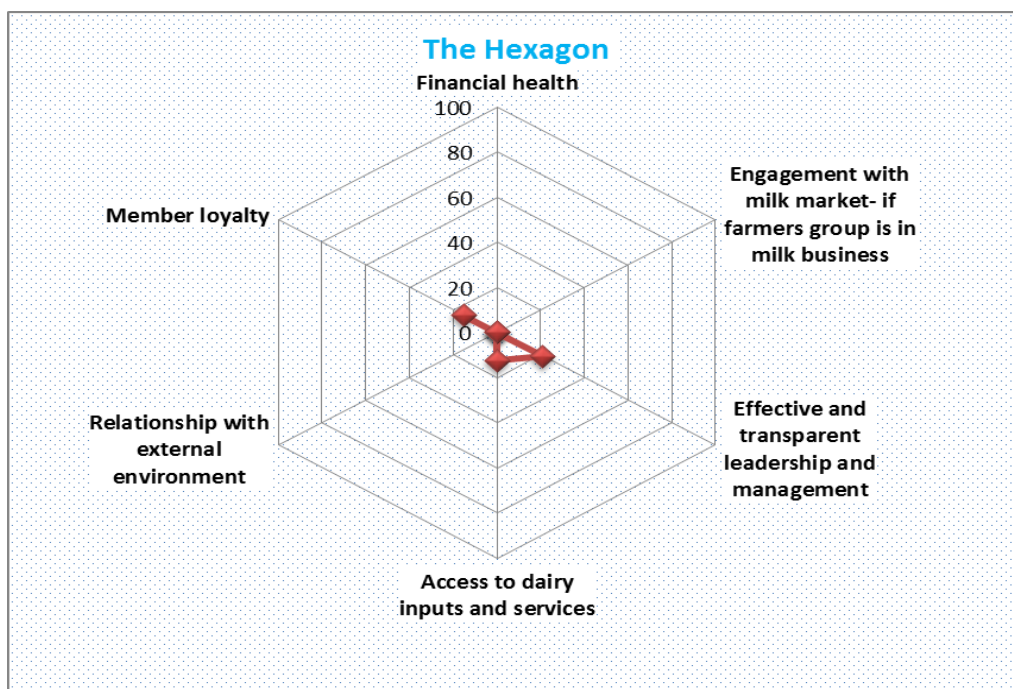 The Hexagon
Financial health
100
80
60
40
20
0
Engagement with
milk market- if
farmers group is in
milk business
Member loyalty
Relationship with
external
environment
Effective and
transparent
leadership and
management
Access to dairy
inputs and services